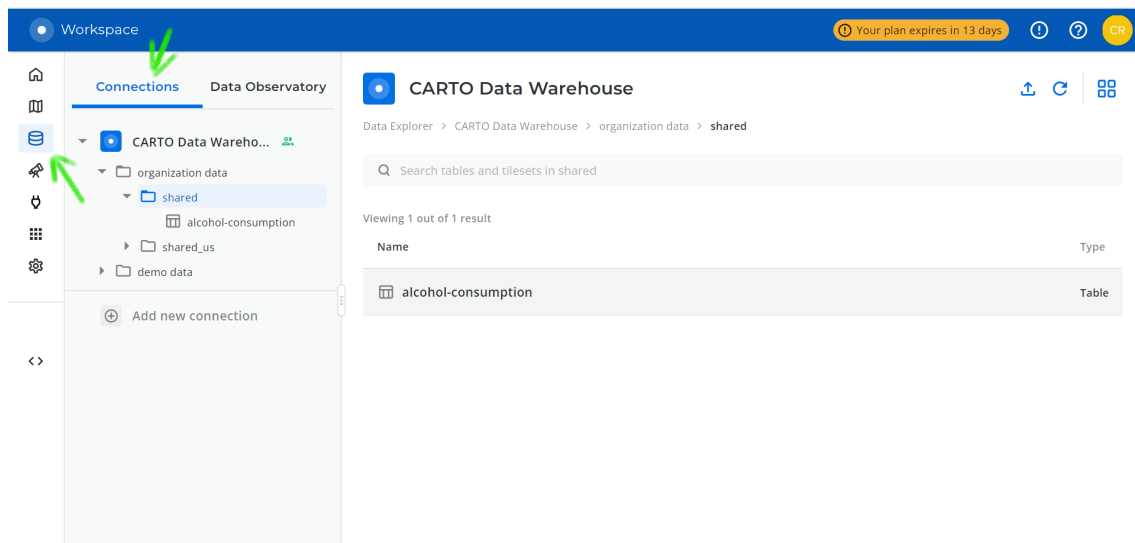 Workspace
Your plan expires in 13 days
CR
Connections
Data Observatory
CARTO Data Wareho...
organization data
shared
alcohol-consumption
shared_us
demo data
Add new connection
CARTO Data Warehouse
Data Explorer > CARTO Data Warehouse > organization data > shared
Search tables and tilesets in shared
Viewing 1 out of 1 result
Name Type
alcohol-consumption Table